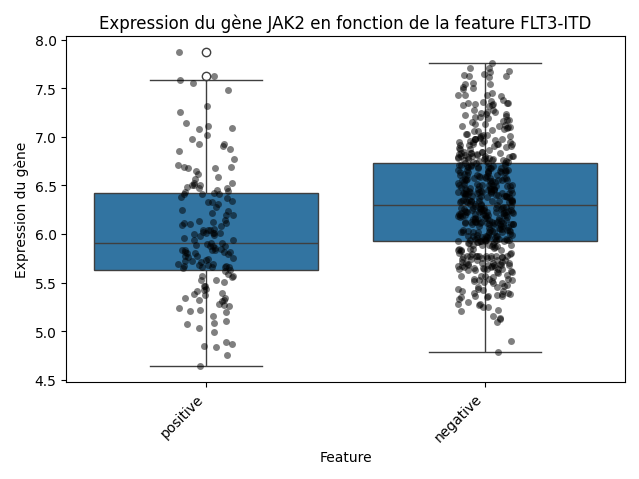 Expression du gène JAK2 en fonction de la feature FLT3-ITD
8.0
7.5
7.0
6.5
6.0
5.5
5.0
4.5
Expression du gène
positive
negative
Feature